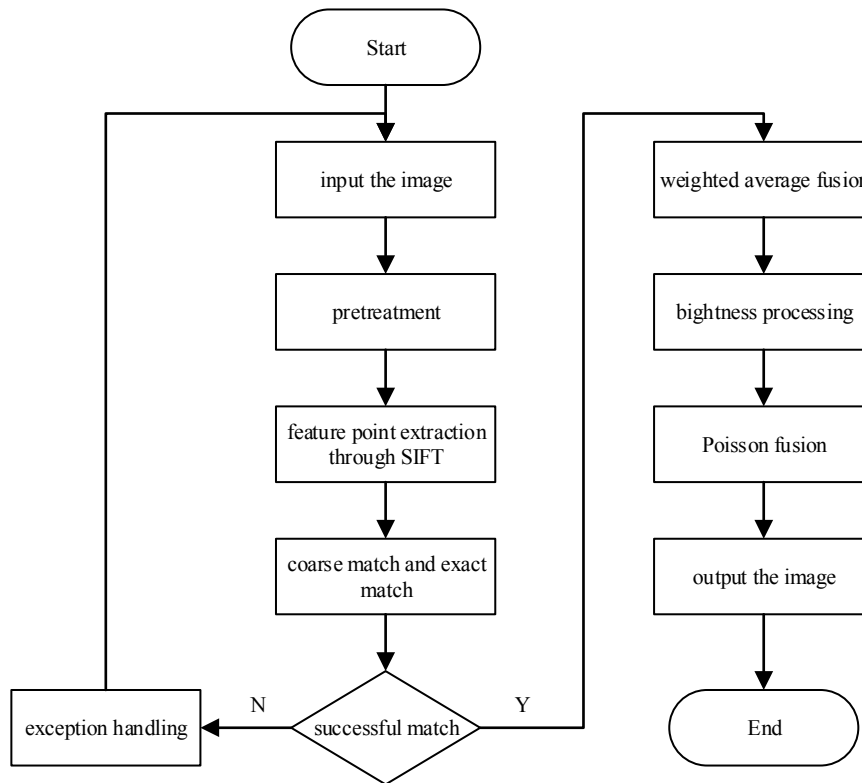 Start
input the image
pretreatment
feature point extraction
through SIFT
coarse match and exact
match
successful match
N
exception handling
Y
weighted average fusion
bightness processing
Poisson fusion
output the image
End